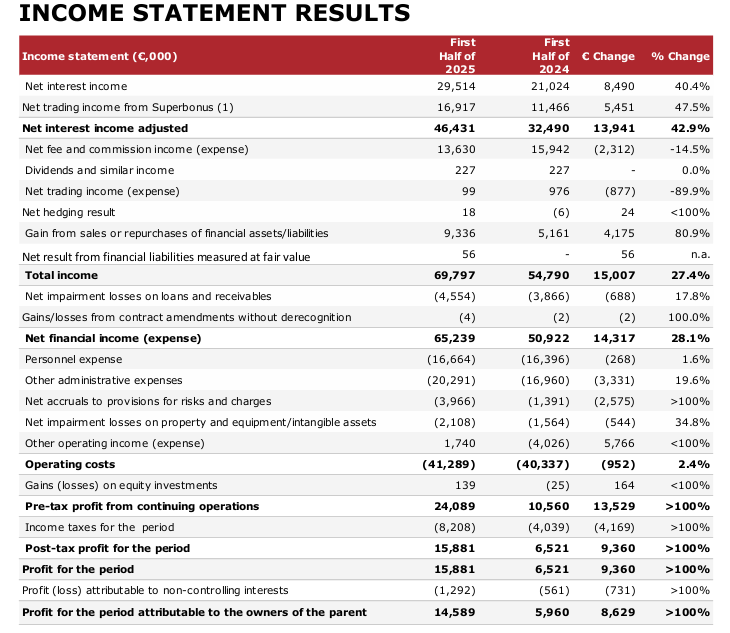 INCOME STATEMENT RESULTS
Income statement (€,000) First Half of 2025 First Half of 2024 € Change % Change
Net interest income 29,514 21,024 8,490 40.4%
Net trading income from Superbonus (1) 16,917 11,466 5,451 47.5%
Net interest income adjusted 46,431 32,490 13,941 42.9%
Net fee and commission income (expense) 13,630 15,942 (2,312) -14.5%
Dividends and similar income 227 227 - 0.0%
Net trading income (expense) 99 976 (877) -89.9%
Net hedging result 18 (6) 24 <100%
Gain from sales or repurchases of financial assets/liabilities 9,336 5,161 4,175 80.9%
Net result from financial liabilities measured at fair value 56 - 56 n.a.
Total income 69,797 54,790 15,007 27.4%
Net impairment losses on loans and receivables (4,554) (3,866) (688) 17.8%
Gains/losses from contract amendments without derecognition (4) (2) (2) 100.0%
Net financial income (expense) 65,239 50,922 14,317 28.1%
Personnel expense (16,664) (16,396) (268) 1.6%
Other administrative expenses (20,291) (16,960) (3,331) 19.6%
Net accruals to provisions for risks and charges (3,966) (1,391) (2,575) >100%
Net impairment losses on property and equipment/intangible assets (2,108) (1,564) (544) 34.8%
Other operating income (expense) 1,740 (4,026) 5,766 <100%
Operating costs (41,289) (40,337) (952) 2.4%
Gains (losses) on equity investments 139 (25) 164 <100%
Pre-tax profit from continuing operations 24,089 10,560 13,529 >100%
Income taxes for the period (8,208) (4,039) (4,169) >100%
Post-tax profit for the period 15,881 6,521 9,360 >100%
Profit for the period 15,881 6,521 9,360 >100%
Profit (loss) attributable to non-controlling interests (1,292) (561) (731) >100%
Profit for the period attributable to the owners of the parent 14,589 5,960 8,629 >100%